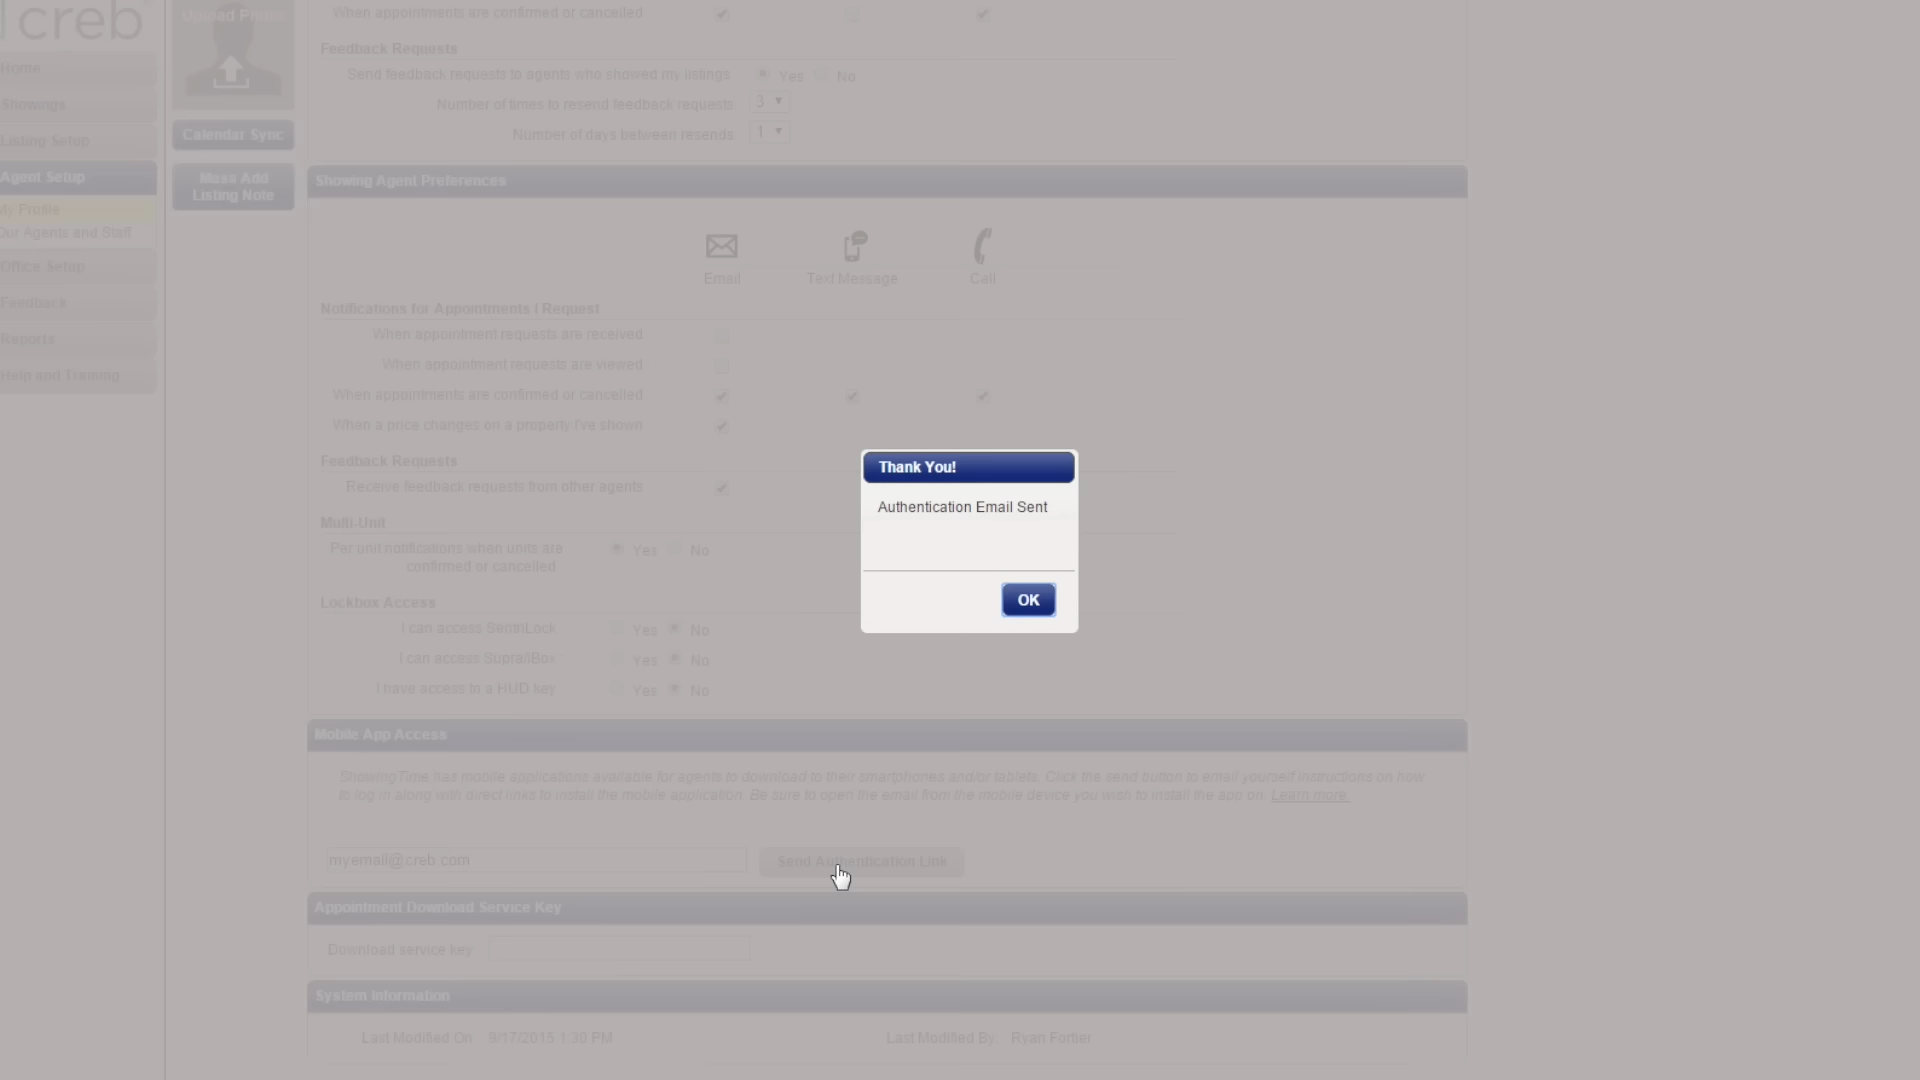 creb
Upload Photo
Home
Showings
Listing Setup
Agent Setup
My Profile
Our Agents and Staff
Office Setup
Feedback
Reports
Help and Training
Calendar Sync
Mass Add
Listing Note
When appointments are confirmed or cancelled
Feedback Requests
Send feedback requests to agents who showed my listings Yes No
Number of times to resend feedback requests 3
Number of days between resends 1
Showing Agent Preferences
Email Text Message Call
Notifications for Appointments I Request
When appointment requests are received
When appointment requests are viewed
When appointments are confirmed or cancelled
When a price changes on a property I've shown
Feedback Requests
Receive feedback requests from other agents
Multi-Unit
Per unit notifications when units are
confirmed or cancelled Yes No
Lockbox Access
I can access SentriLock Yes No
I can access Supra/iBox Yes No
I have access to a HUD key Yes No
Thank You!
Authentication Email Sent
OK
Mobile App Access
ShowingTime has mobile applications available for agents to download to their smartphones and/or tablets. Click the send button to email yourself instructions on how
to log in along with direct links to install the mobile application. Be sure to open the email from the mobile device you wish to install the app on. Learn more.
myemail@creb.com Send Authentication Link
Appointment Download Service Key
Download service key
System Information
Last Modified On 9/17/2015 1:30 PM Last Modified By: Ryan Fortier